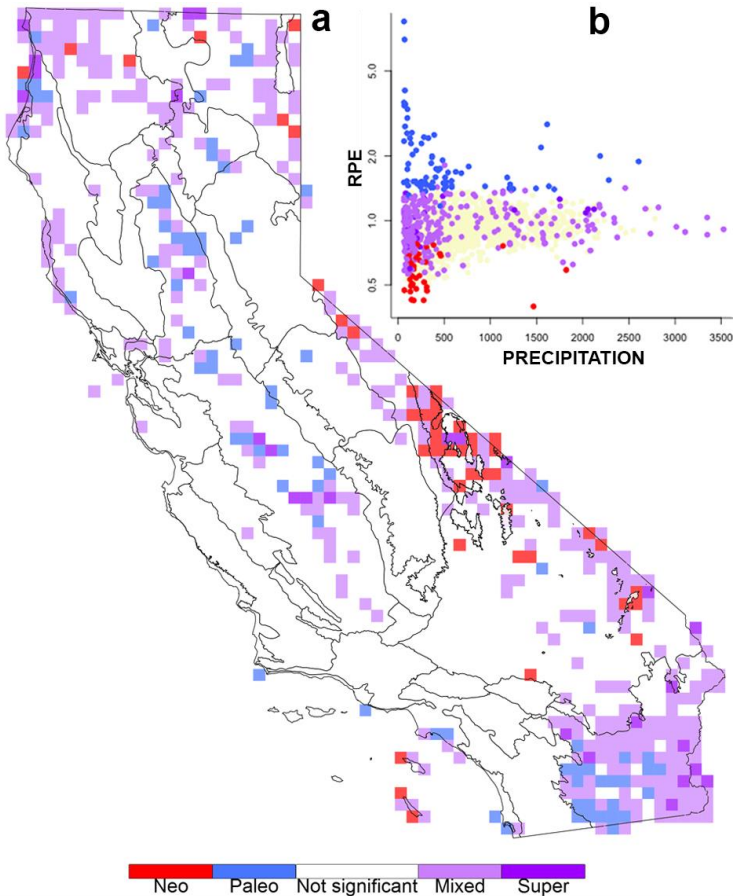 a
b
RPE
5.0
2.0
1.0
0.5
0 500 1000 1500 2000 2500 3000 3500
PRECIPITATION
Neo Paleo Not significant Mixed Super